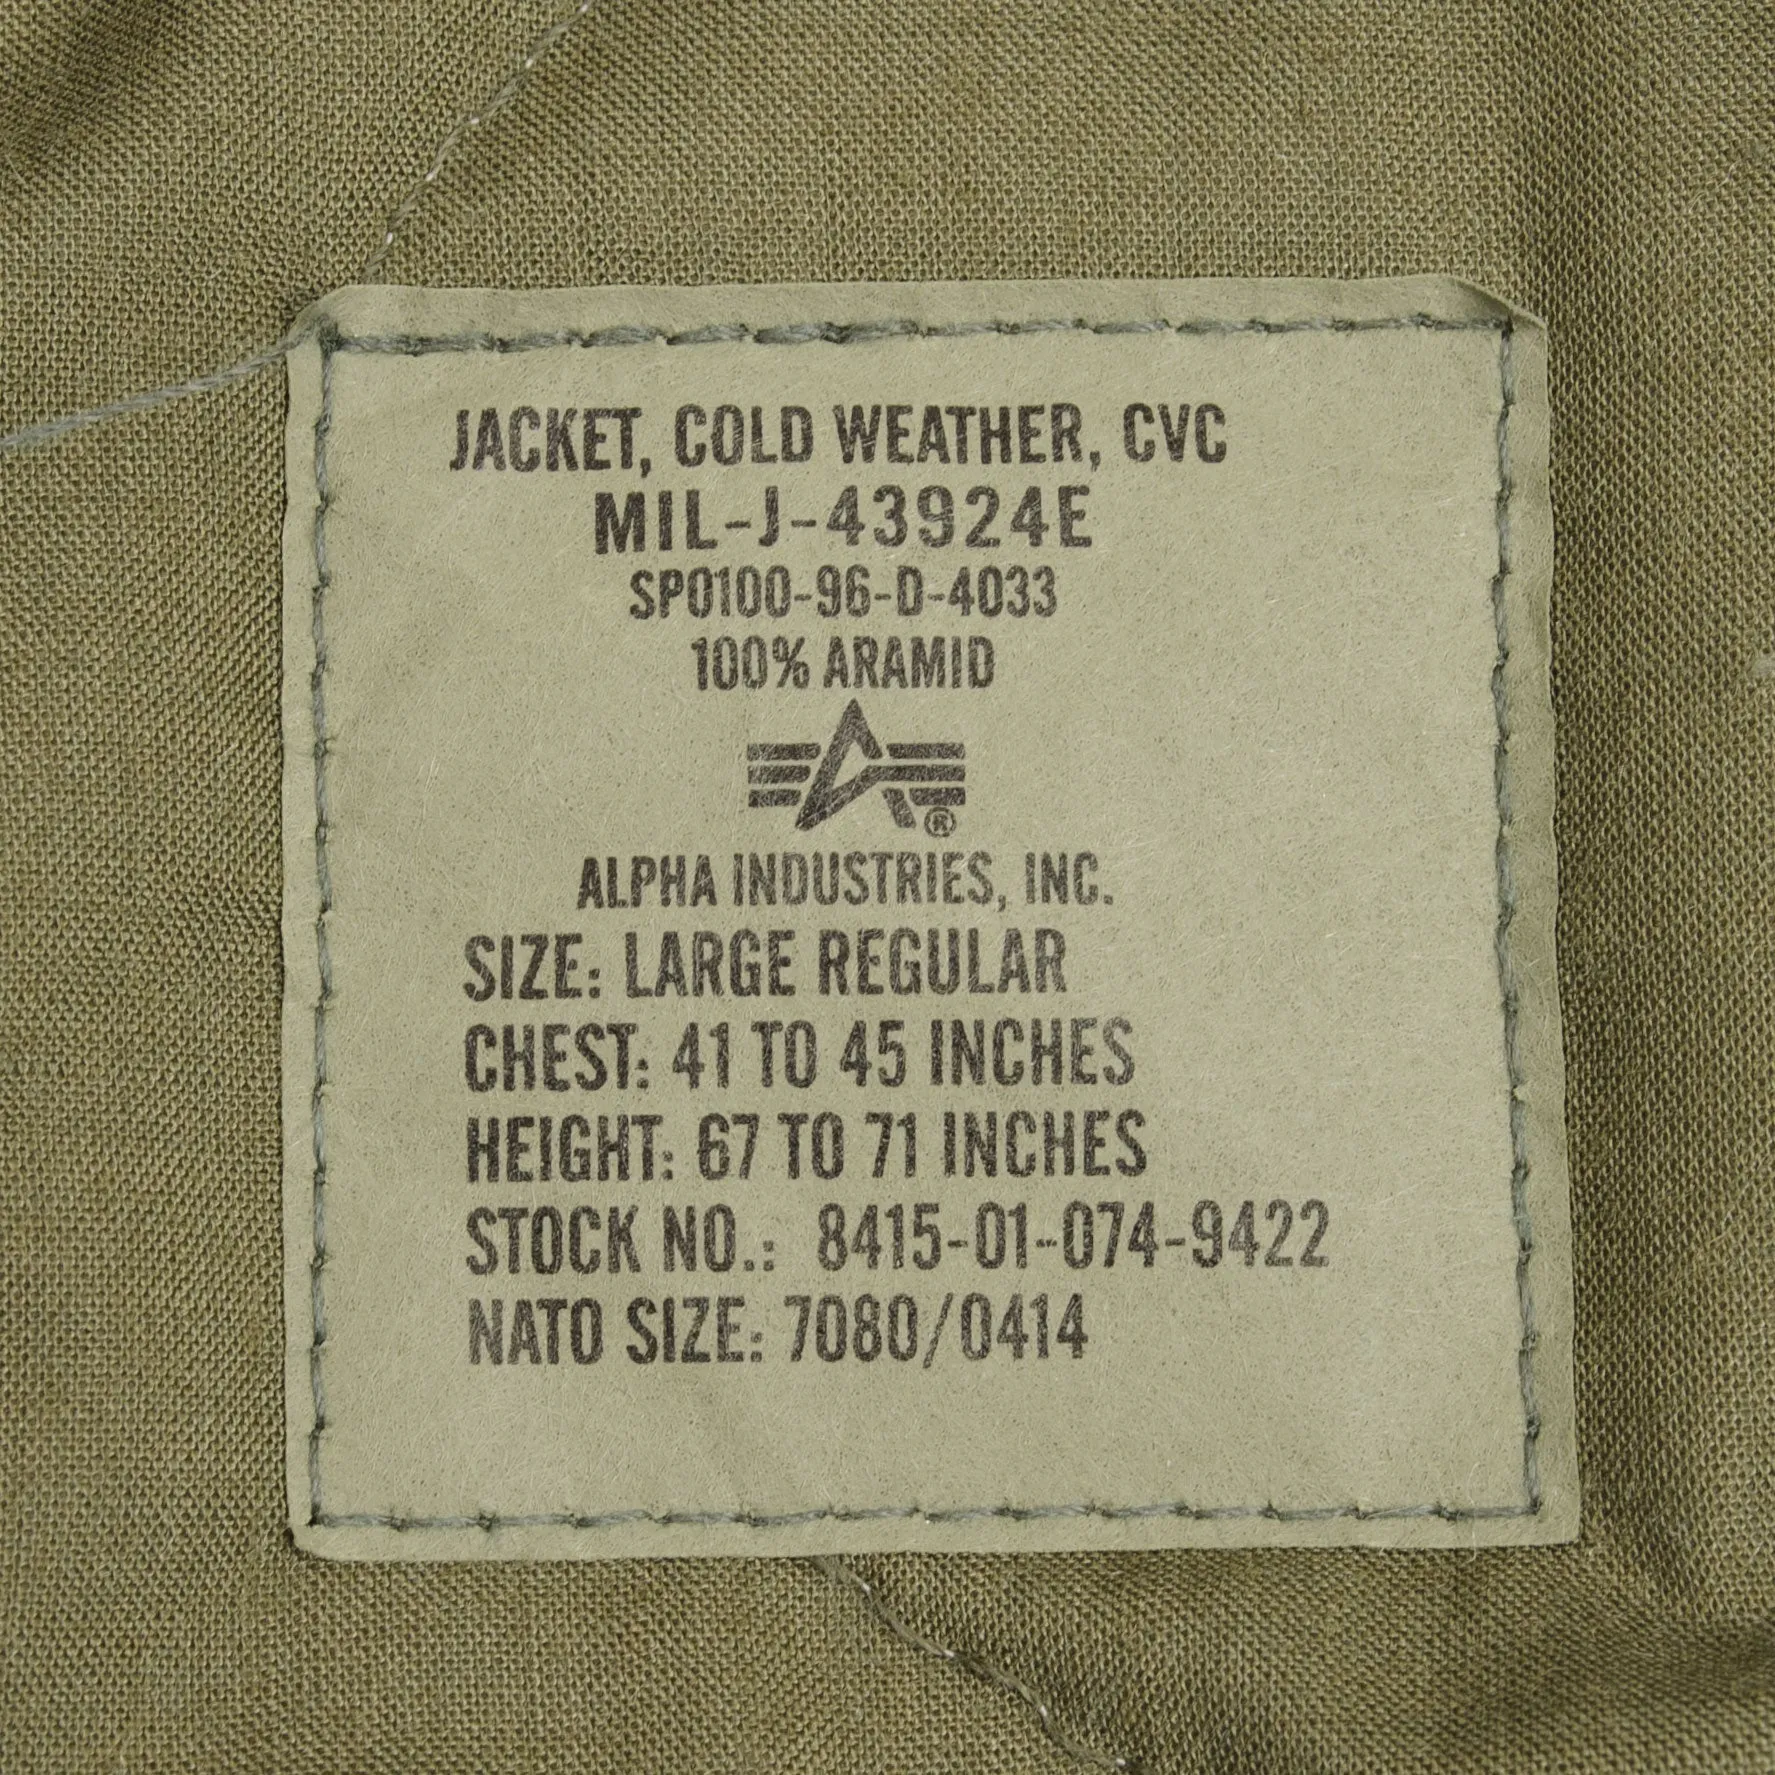 JACKET, COLD WEATHER, CVC
MIL-J-43924E
SP0100-96-D-4033
100% ARAMID
®
ALPHA INDUSTRIES, INC.
SIZE: LARGE REGULAR
CHEST: 41 TO 45 INCHES
HEIGHT: 67 TO 71 INCHES
STOCK NO.: 8415-01-074-9422
NATO SIZE: 7080/0414